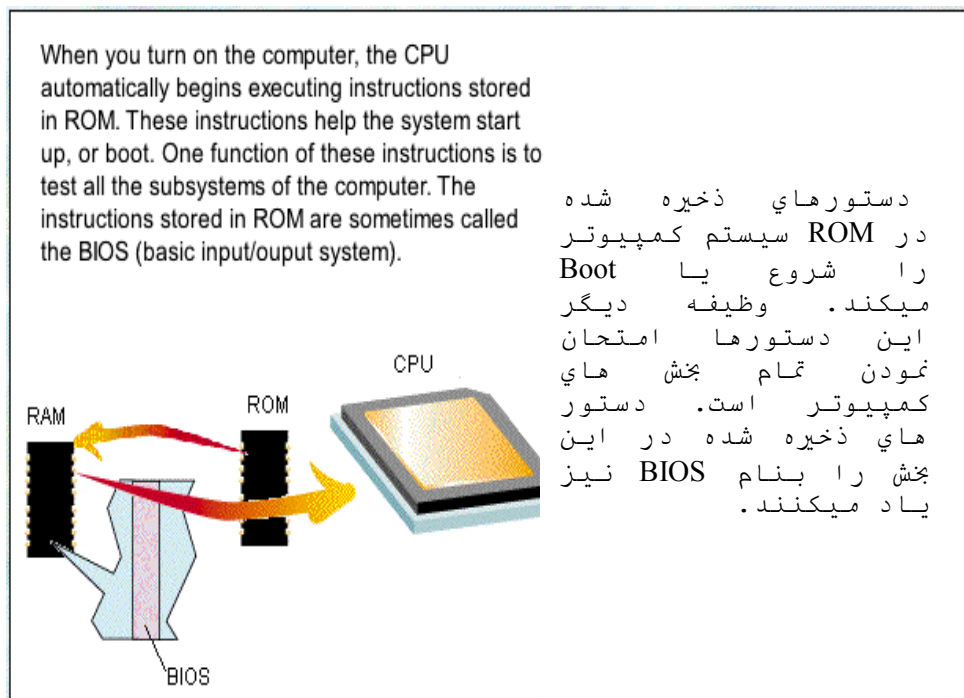 When you turn on the computer, the CPU
automatically begins executing instructions stored
in ROM. These instructions help the system start
up, or boot. One function of these instructions is to
test all the subsystems of the computer. The
instructions stored in ROM are sometimes called
the BIOS (basic input/ouput system).
دستورهاي ذخيره شده
در ROM سيستم کمپيوتر
را شروع يا Boot
ميکند. وظيفه ديگر
اين دستورها امتحان
نمودن تمام بخش هاي
کمپيوتر است. دستور
هاي ذخيره شده در اين
بخش را بنام BIOS نيز
ياد ميکنند.
CPU
RAM
ROM
BIOS